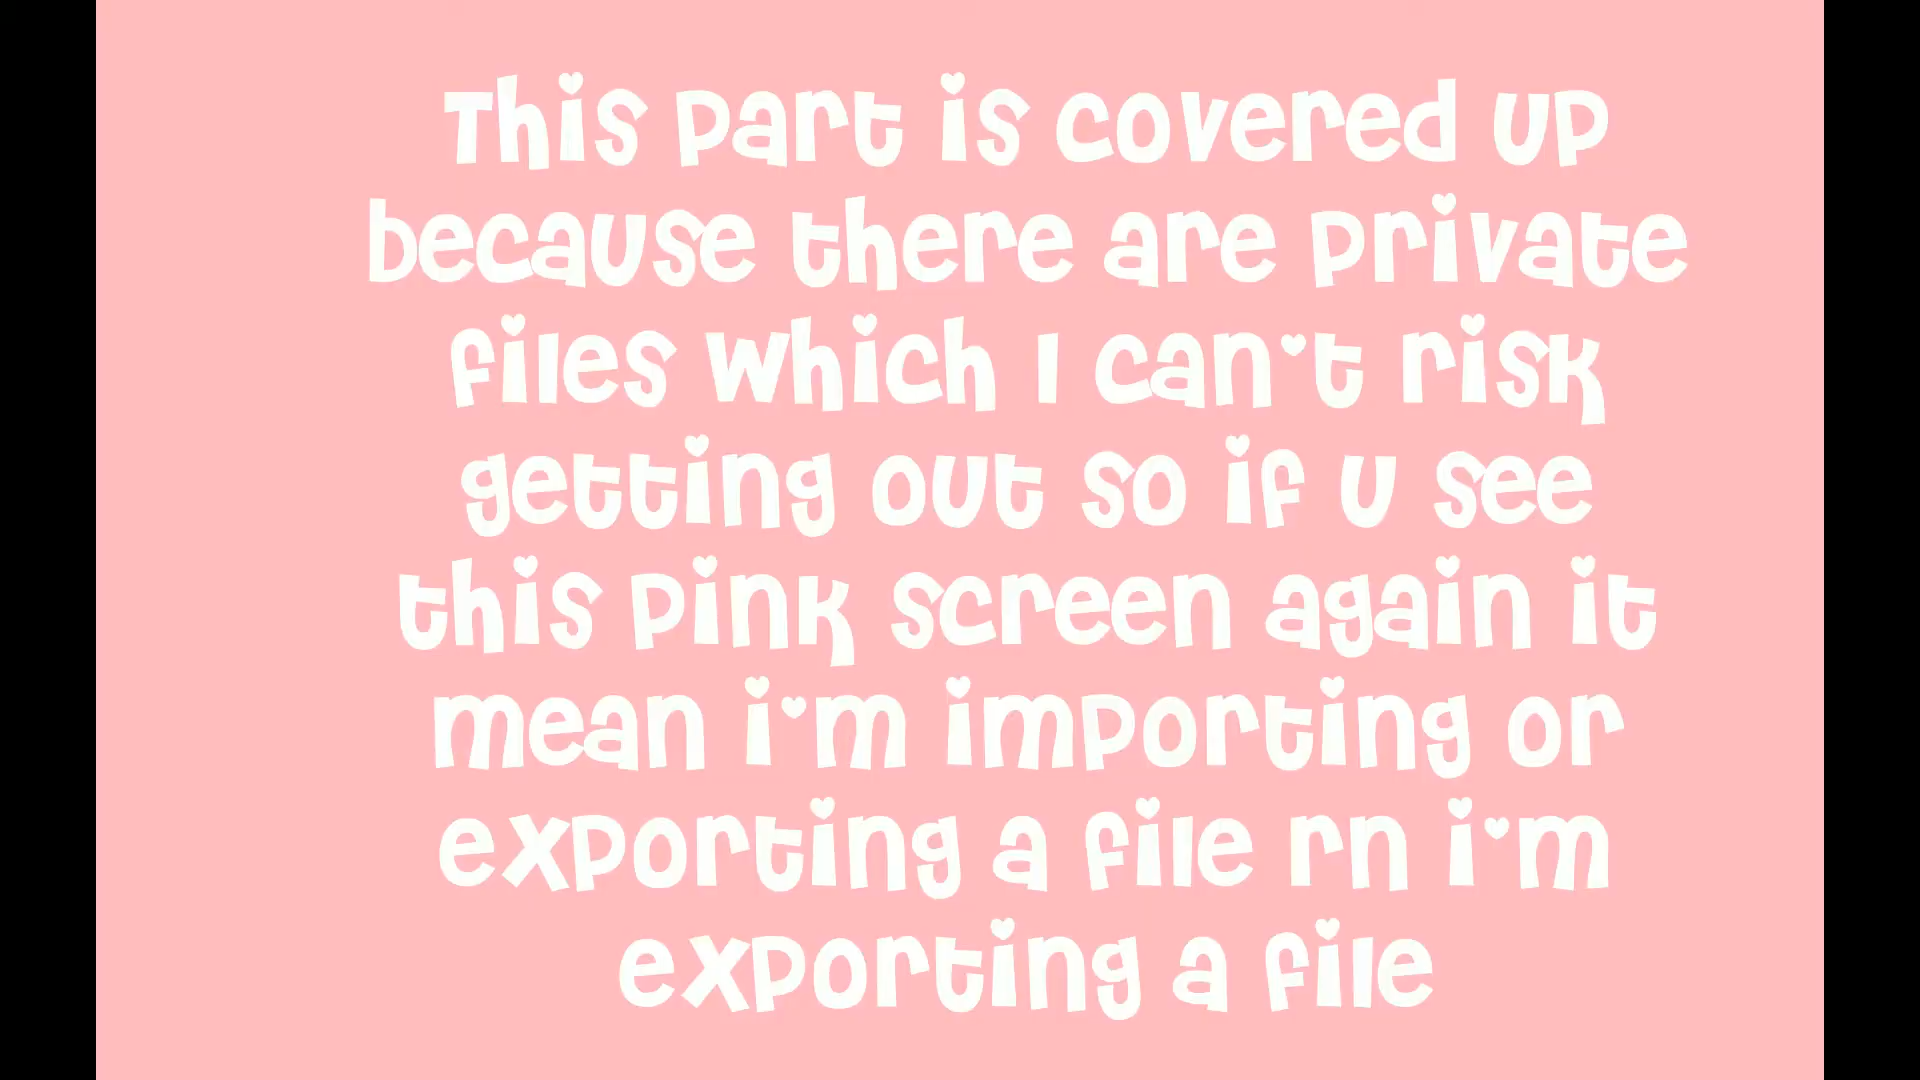 This part is covered up
because there are private
files which I can't risk
getting out so if u see
this pink screen again it
mean i'm importing or
exporting a file rn i'm
exporting a file